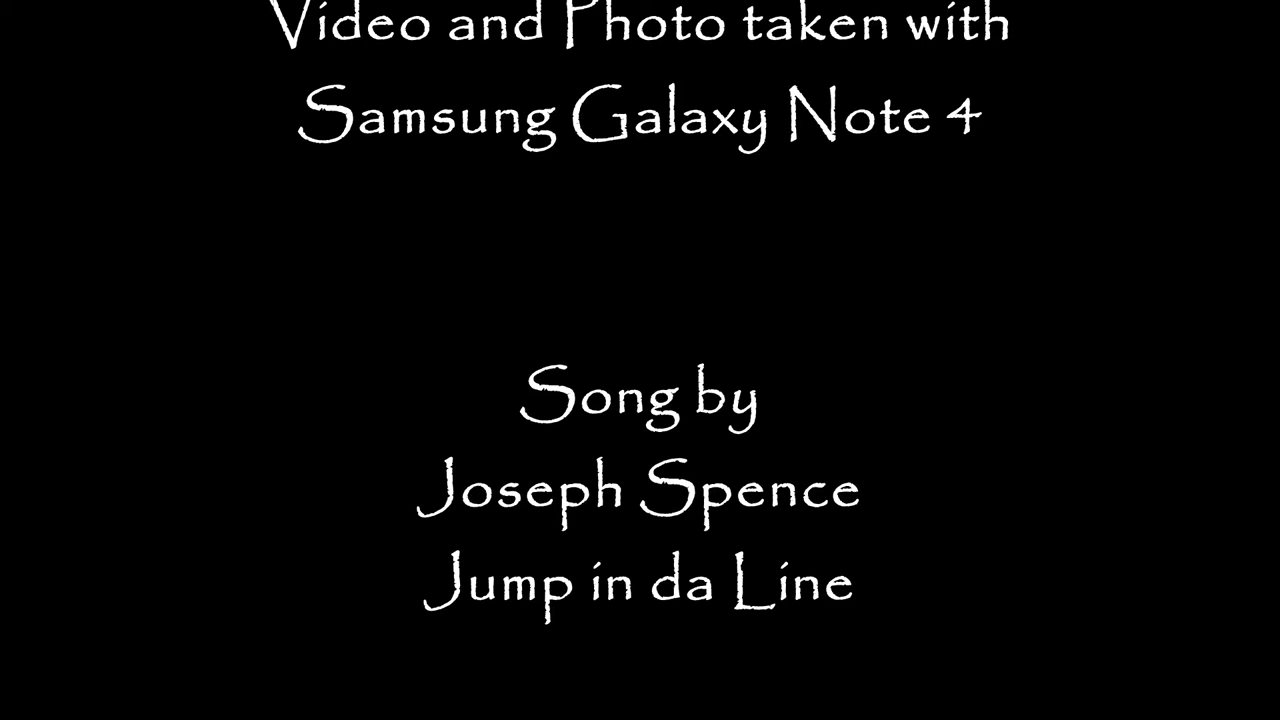 Video and Photo taken with
Samsung Galaxy Note 4
Song by
Joseph Spence
Jump in da Line